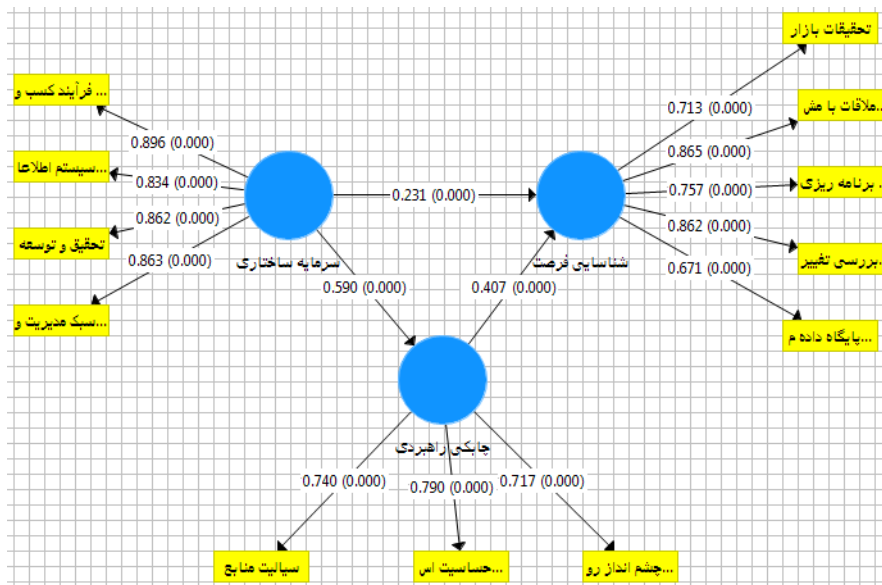 تحقیقات بازار
... فرآیند کسب و
0.713 (0.000)
...ملاقات با مش
0.896 (0.000)
0.865 (0.000)
...سیستم اطلاعا
0.834 (0.000)
0.231 (0.000)
0.757 (0.000)
... برنامه ریزی
0.862 (0.000)
0.862 (0.000)
تحقیق و توسعه
0.863 (0.000)
سرمایه ساختاری
شناسایی فرصت
0.671 (0.000)
...بررسی تغییر
0.590 (0.000)
0.407 (0.000)
...سبک مدیریت و
...پایگاه داده م
چابکی راهبردی
0.740 (0.000)
0.790 (0.000)
0.717 (0.000)
سیالیت منابع
...حساسیت اس
...چشم انداز رو